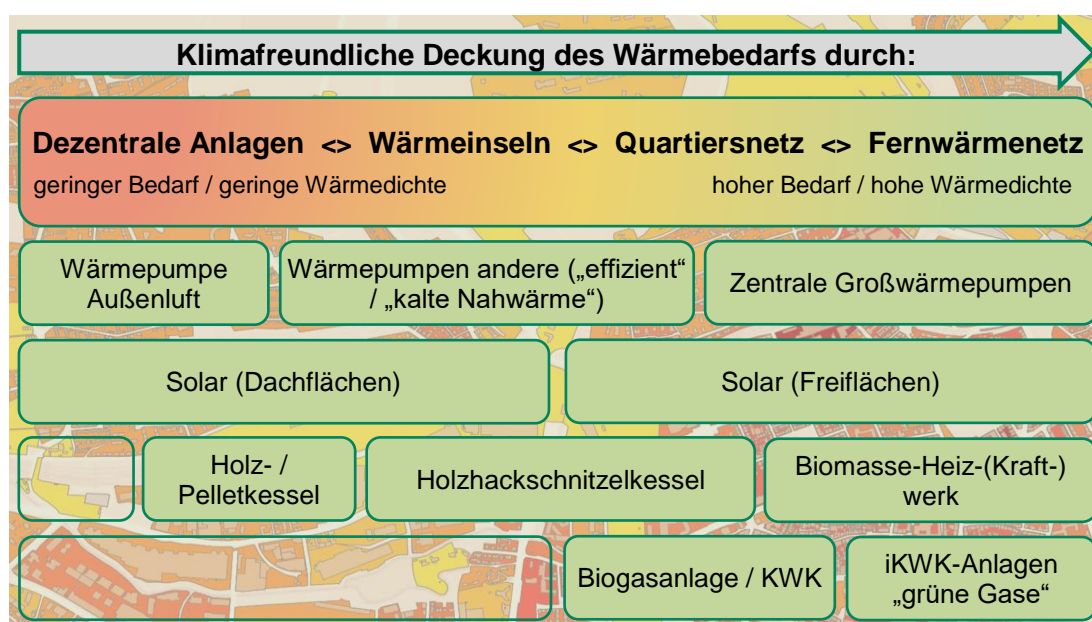 Klimafreundliche Deckung des Wärmebedarfs durch:
Dezentrale Anlagen <> Wärmeinseln <> Quartiersnetz <> Fernwärmenetz
geringer Bedarf / geringe Wärmedichte
hoher Bedarf / hohe Wärmedichte
Wärmepumpe
Außenluft
Wärmepumpen andere („effizient“
/ „kalte Nahwärme“)
Zentrale Großwärmepumpen
Solar (Dachflächen)
Solar (Freiflächen)
Holz- /
Pelletkessel
Holzhackschnitzelkessel
Biomasse-Heiz-(Kraft-)
werk
Biogasanlage / KWK
iKWK-Anlagen
„grüne Gase“